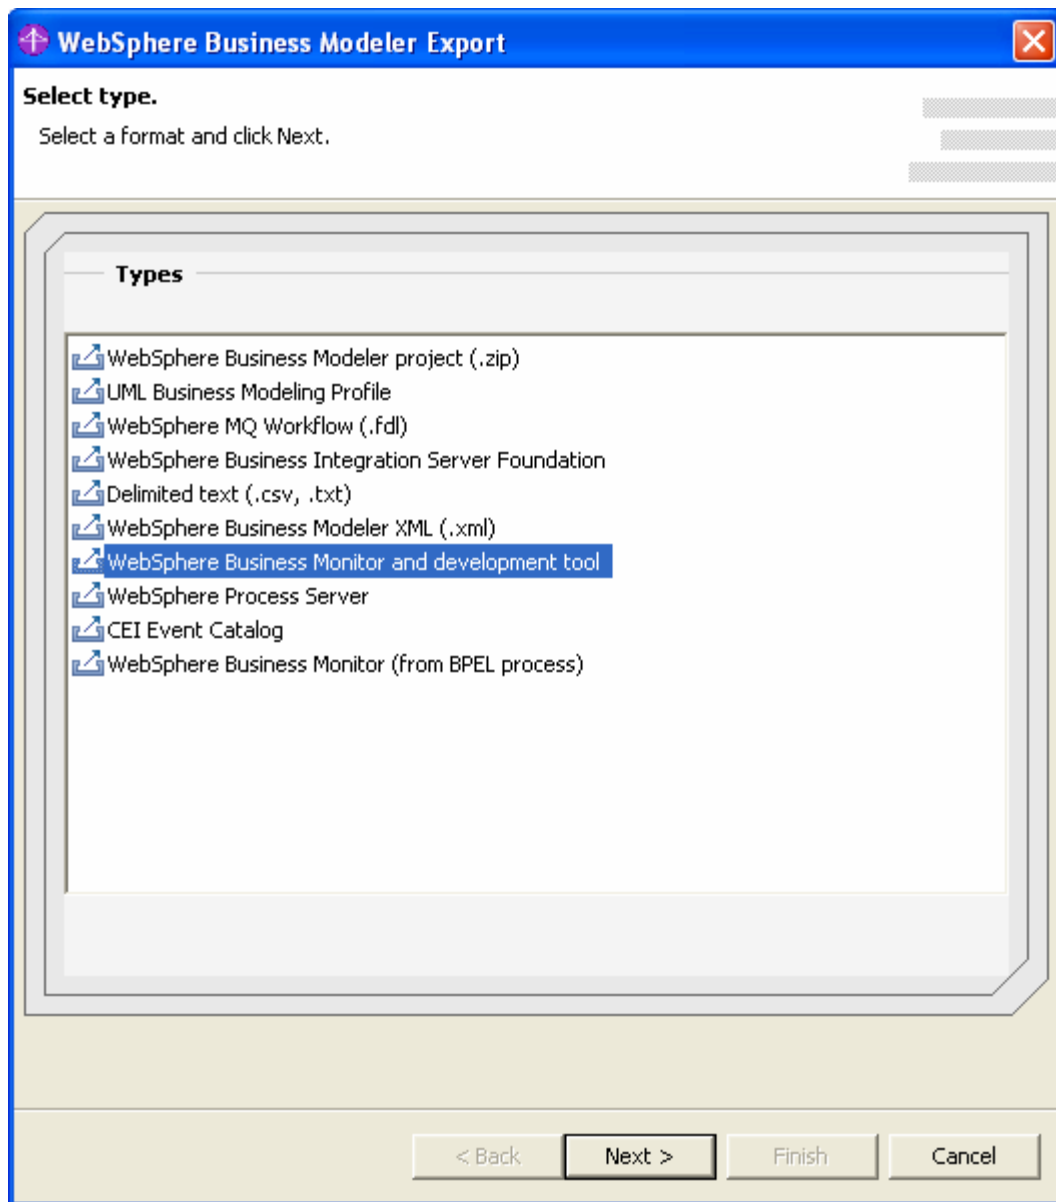 WebSphere Business Modeler Export
Select type.
Select a format and click Next.
Types
WebSphere Business Modeler project (.zip)
UML Business Modeling Profile
WebSphere MQ Workflow (.fdl)
WebSphere Business Integration Server Foundation
Delimited text (.csv, .txt)
WebSphere Business Modeler XML (.xml)
WebSphere Business Monitor and development tool
WebSphere Process Server
CEI Event Catalog
WebSphere Business Monitor (from BPEL process)
< Back Next > Finish Cancel